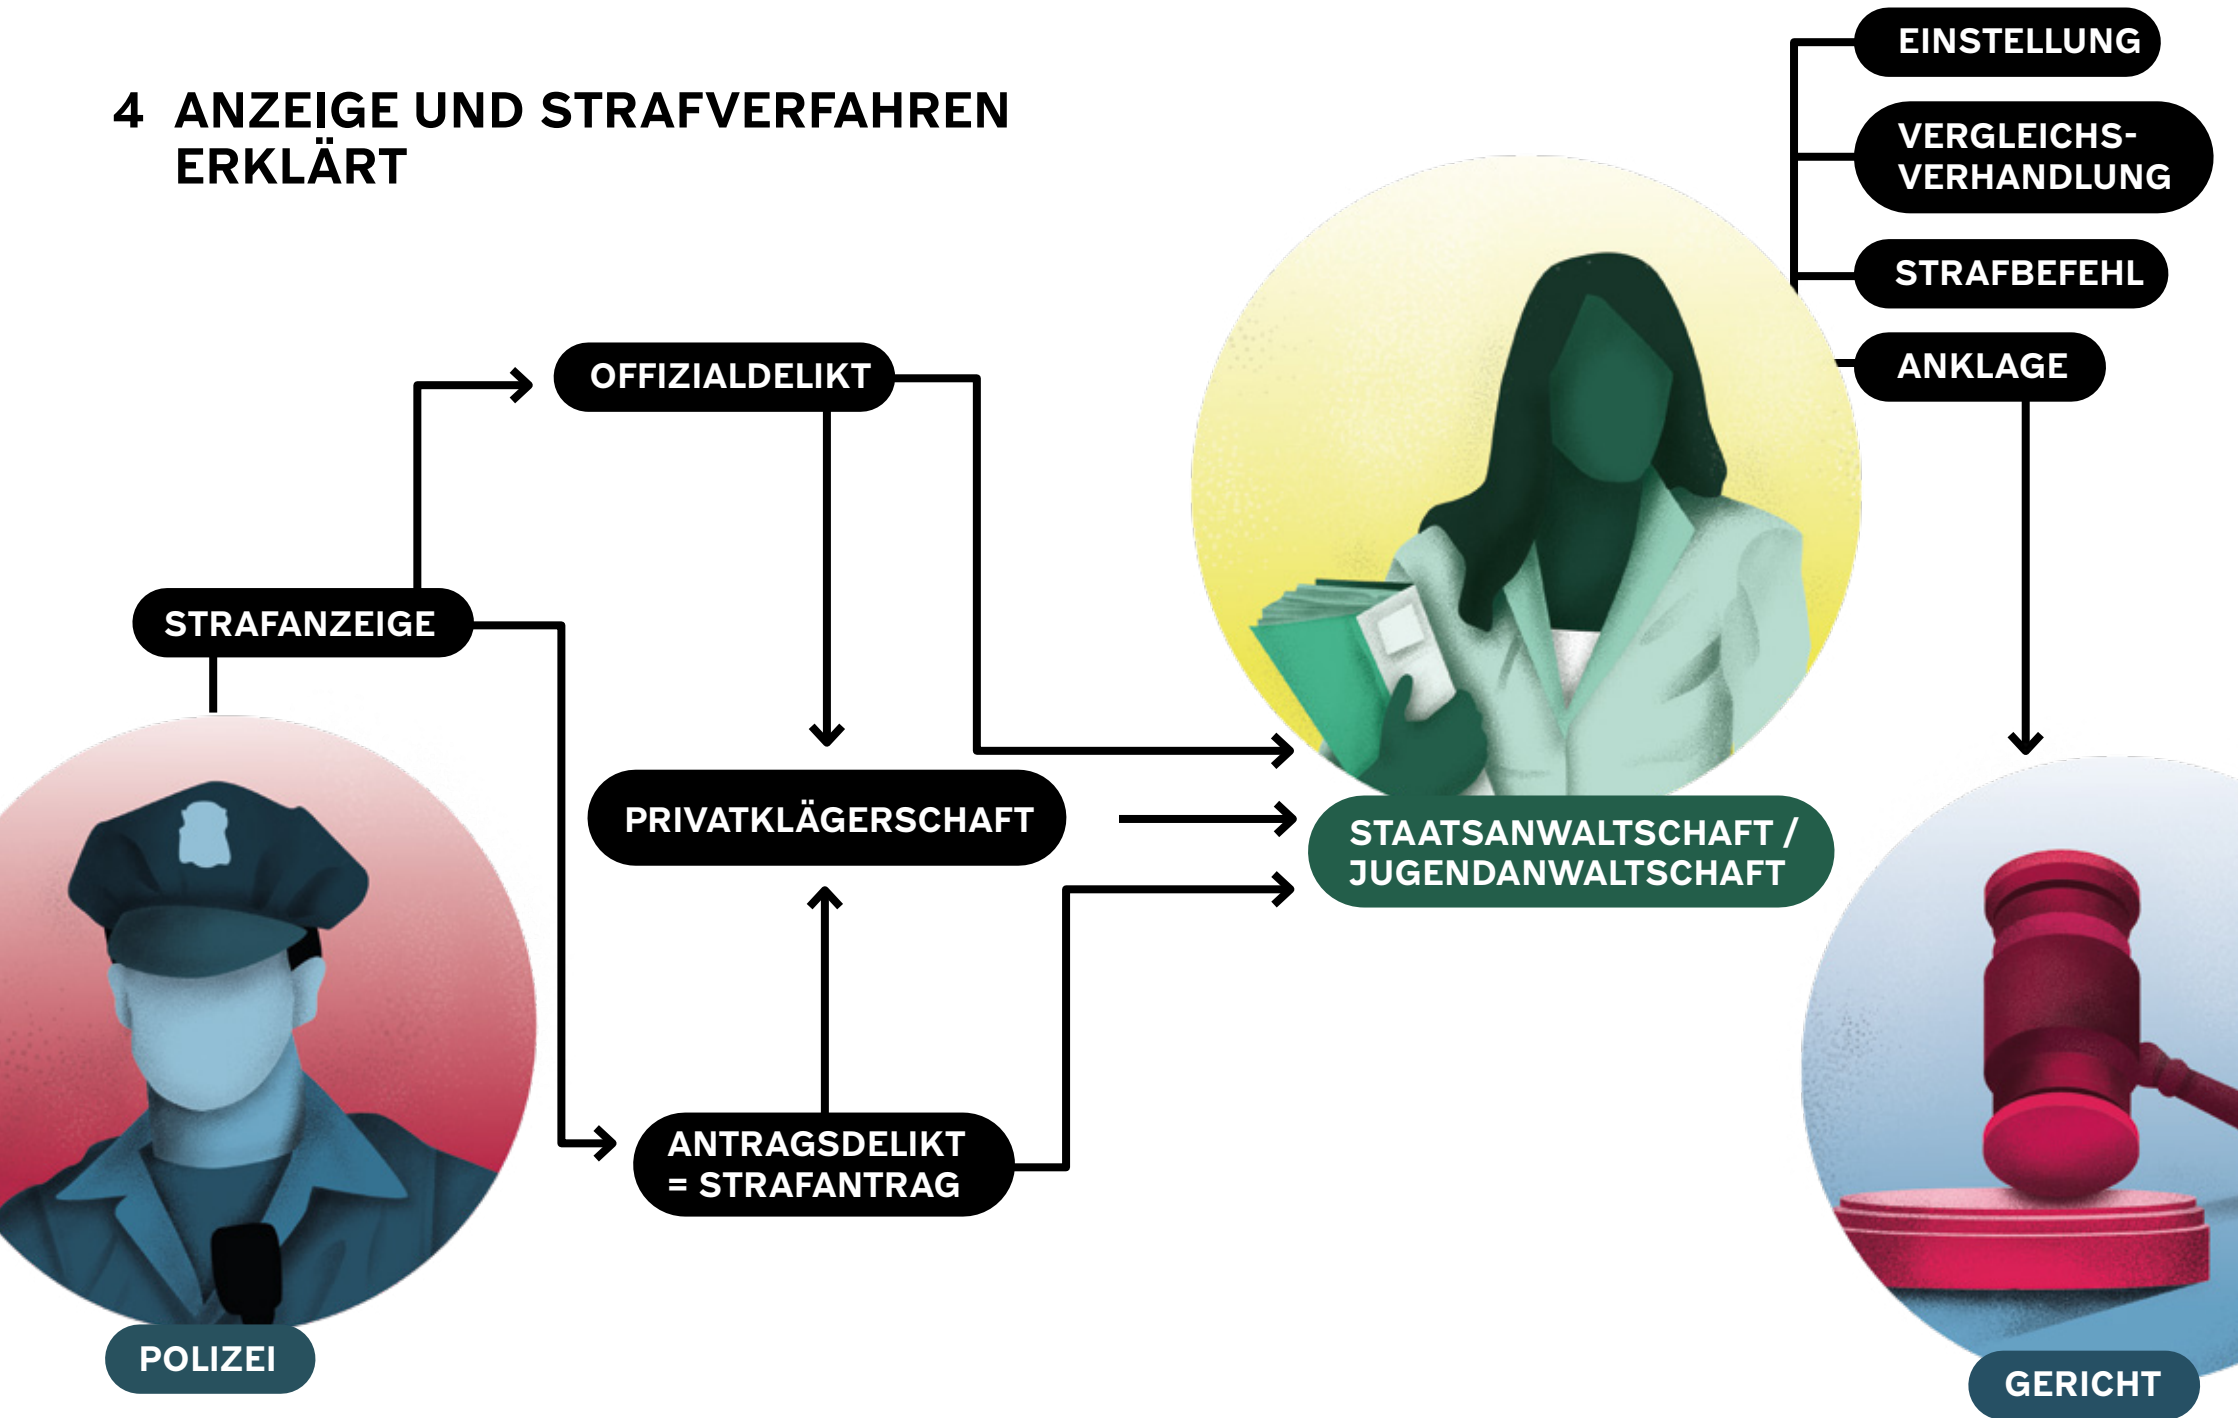 4 ANZEIGE UND STRAFVERFAHREN
ERKLÄRT
EINSTELLUNG
VERGLEICHS-
VERHANDLUNG
STRAFBEFEHL
ANKLAGE
OFFIZIALDELIKT
STRAFANZEIGE
PRIVATKLÄGERSCHAFT
STAATSANWALTSCHAFT /
JUGENDANWALTSCHAFT
ANTRAGSDELIKT
= STRAFANTRAG
POLIZEI
GERICHT